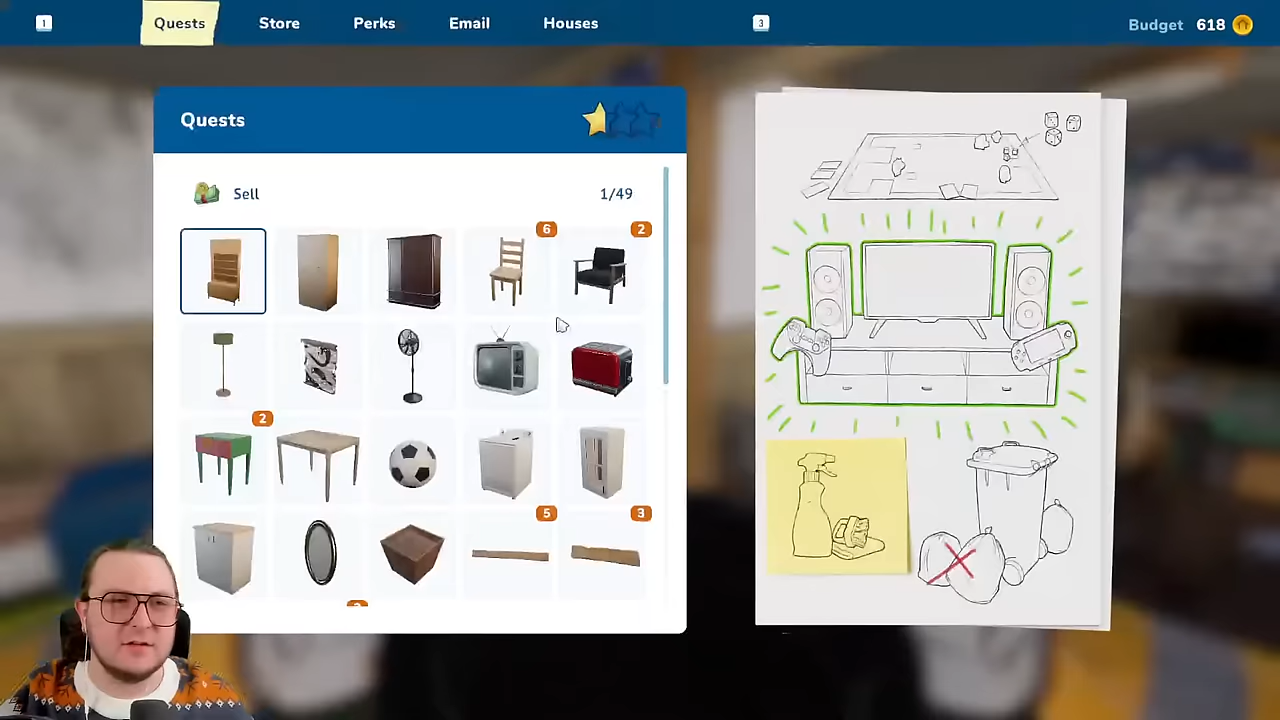 1 Quests Store Perks Email Houses 3 Budget 618
Quests
Sell 1/49
6 2
2
5 3